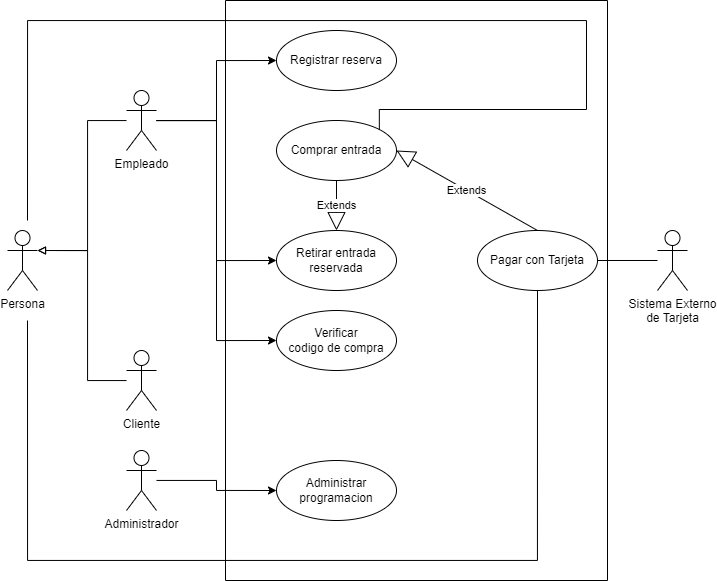 Registrar reserva
Empleado
Comprar entrada
Extends
Extends
Retirar entrada
reservada
Pagar con Tarjeta
Persona
Sistema Externo
de Tarjeta
Verificar
codigo de compra
Cliente
Administrar
programacion
Administrador